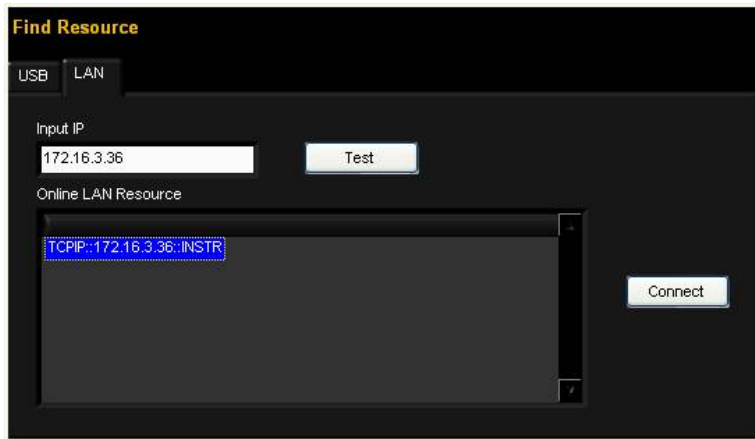 Find Resource
USB LAN
Input IP
172.16.3.36 Test
Online LAN Resource
TCPIP::172.16.3.36::INSTR
Connect